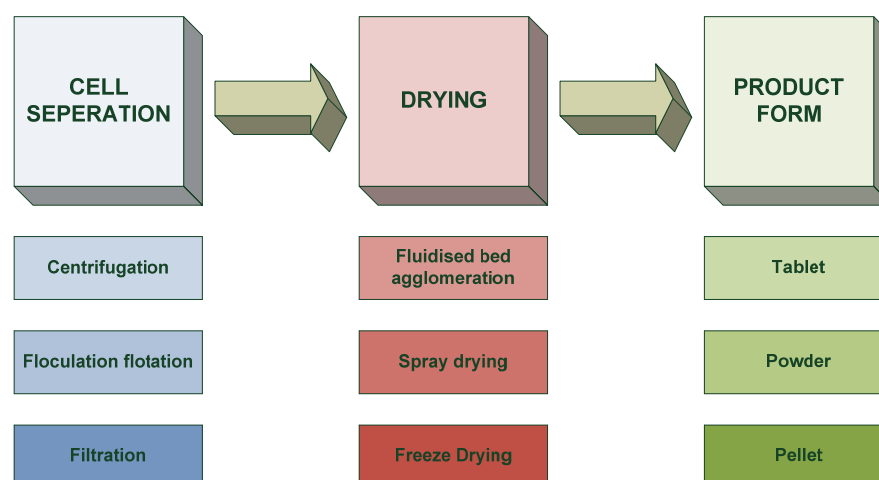 CELL
SEPERATION
DRYING
PRODUCT
FORM
Centrifugation
Fluidised bed
agglomeration
Tablet
Floculation flotation
Spray drying
Powder
Filtration
Freeze Drying
Pellet